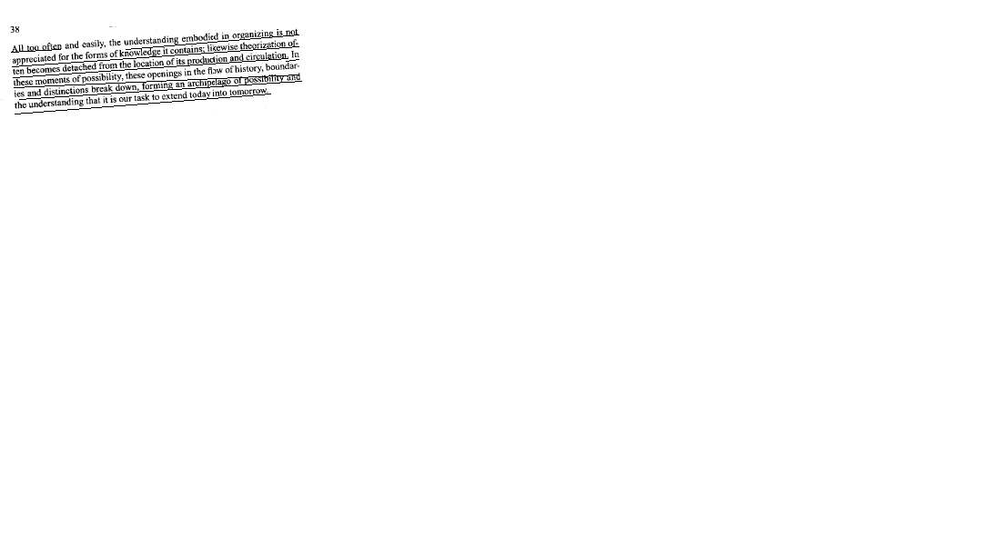 38
All too often and easily, the understanding embodied in organizing is not
appreciated for the forms of knowledge it contains; likewise theorization of-
ten becomes detached from the location of its production and circulation. In
these moments of possibility, these openings in the flow of history, boundar-
ies and distinctions break down, forming an archipelago of possibility and
the understanding that it is our task to extend today into tomorrow.